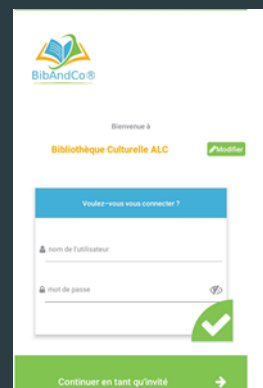 BibAndCo®
Bienvenue à
Bibliothèque Culturelle ALC
Modifier
Voulez-vous vous connecter ?
nom de l'utilisateur
mot de passe
Continuer en tant qu'invité